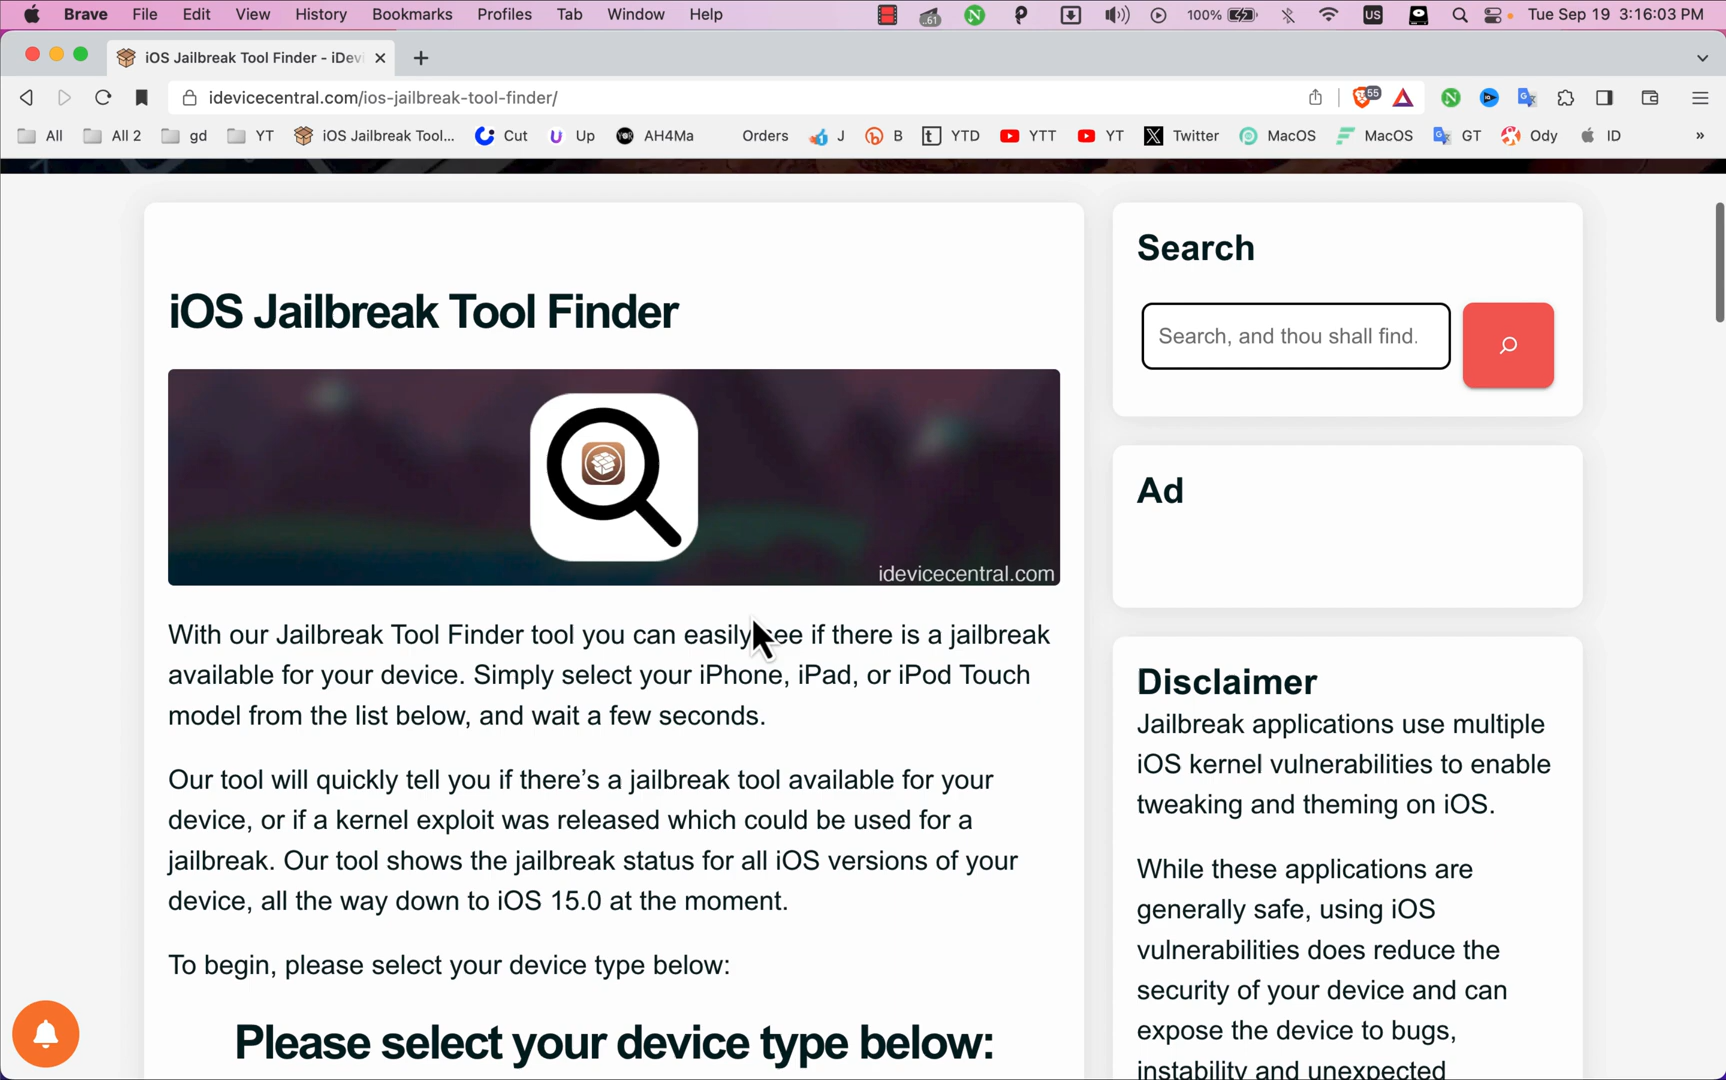 Brave File Edit View History Bookmarks Profiles Tab Window Help .61 N 100% US Tue Sep 19 3:16:03 PM
iOS Jailbreak Tool Finder - iDevi
idevicecentral.com/ios-jailbreak-tool-finder/ 55
All All 2 gd YT iOS Jailbreak Tool... Cut Up AH4Ma Orders J B YTD YTT YT Twitter MacOS MacOS GT Ody ID »
iOS Jailbreak Tool Finder
idevicecentral.com
With our Jailbreak Tool Finder tool you can easily see if there is a jailbreak
available for your device. Simply select your iPhone, iPad, or iPod Touch
model from the list below, and wait a few seconds.
Our tool will quickly tell you if there’s a jailbreak tool available for your
device, or if a kernel exploit was released which could be used for a
jailbreak. Our tool shows the jailbreak status for all iOS versions of your
device, all the way down to iOS 15.0 at the moment.
To begin, please select your device type below:
Please select your device type below:
Search
Search, and thou shall find.
Ad
Disclaimer
Jailbreak applications use multiple
iOS kernel vulnerabilities to enable
tweaking and theming on iOS.
While these applications are
generally safe, using iOS
vulnerabilities does reduce the
security of your device and can
expose the device to bugs,
instability and unexpected